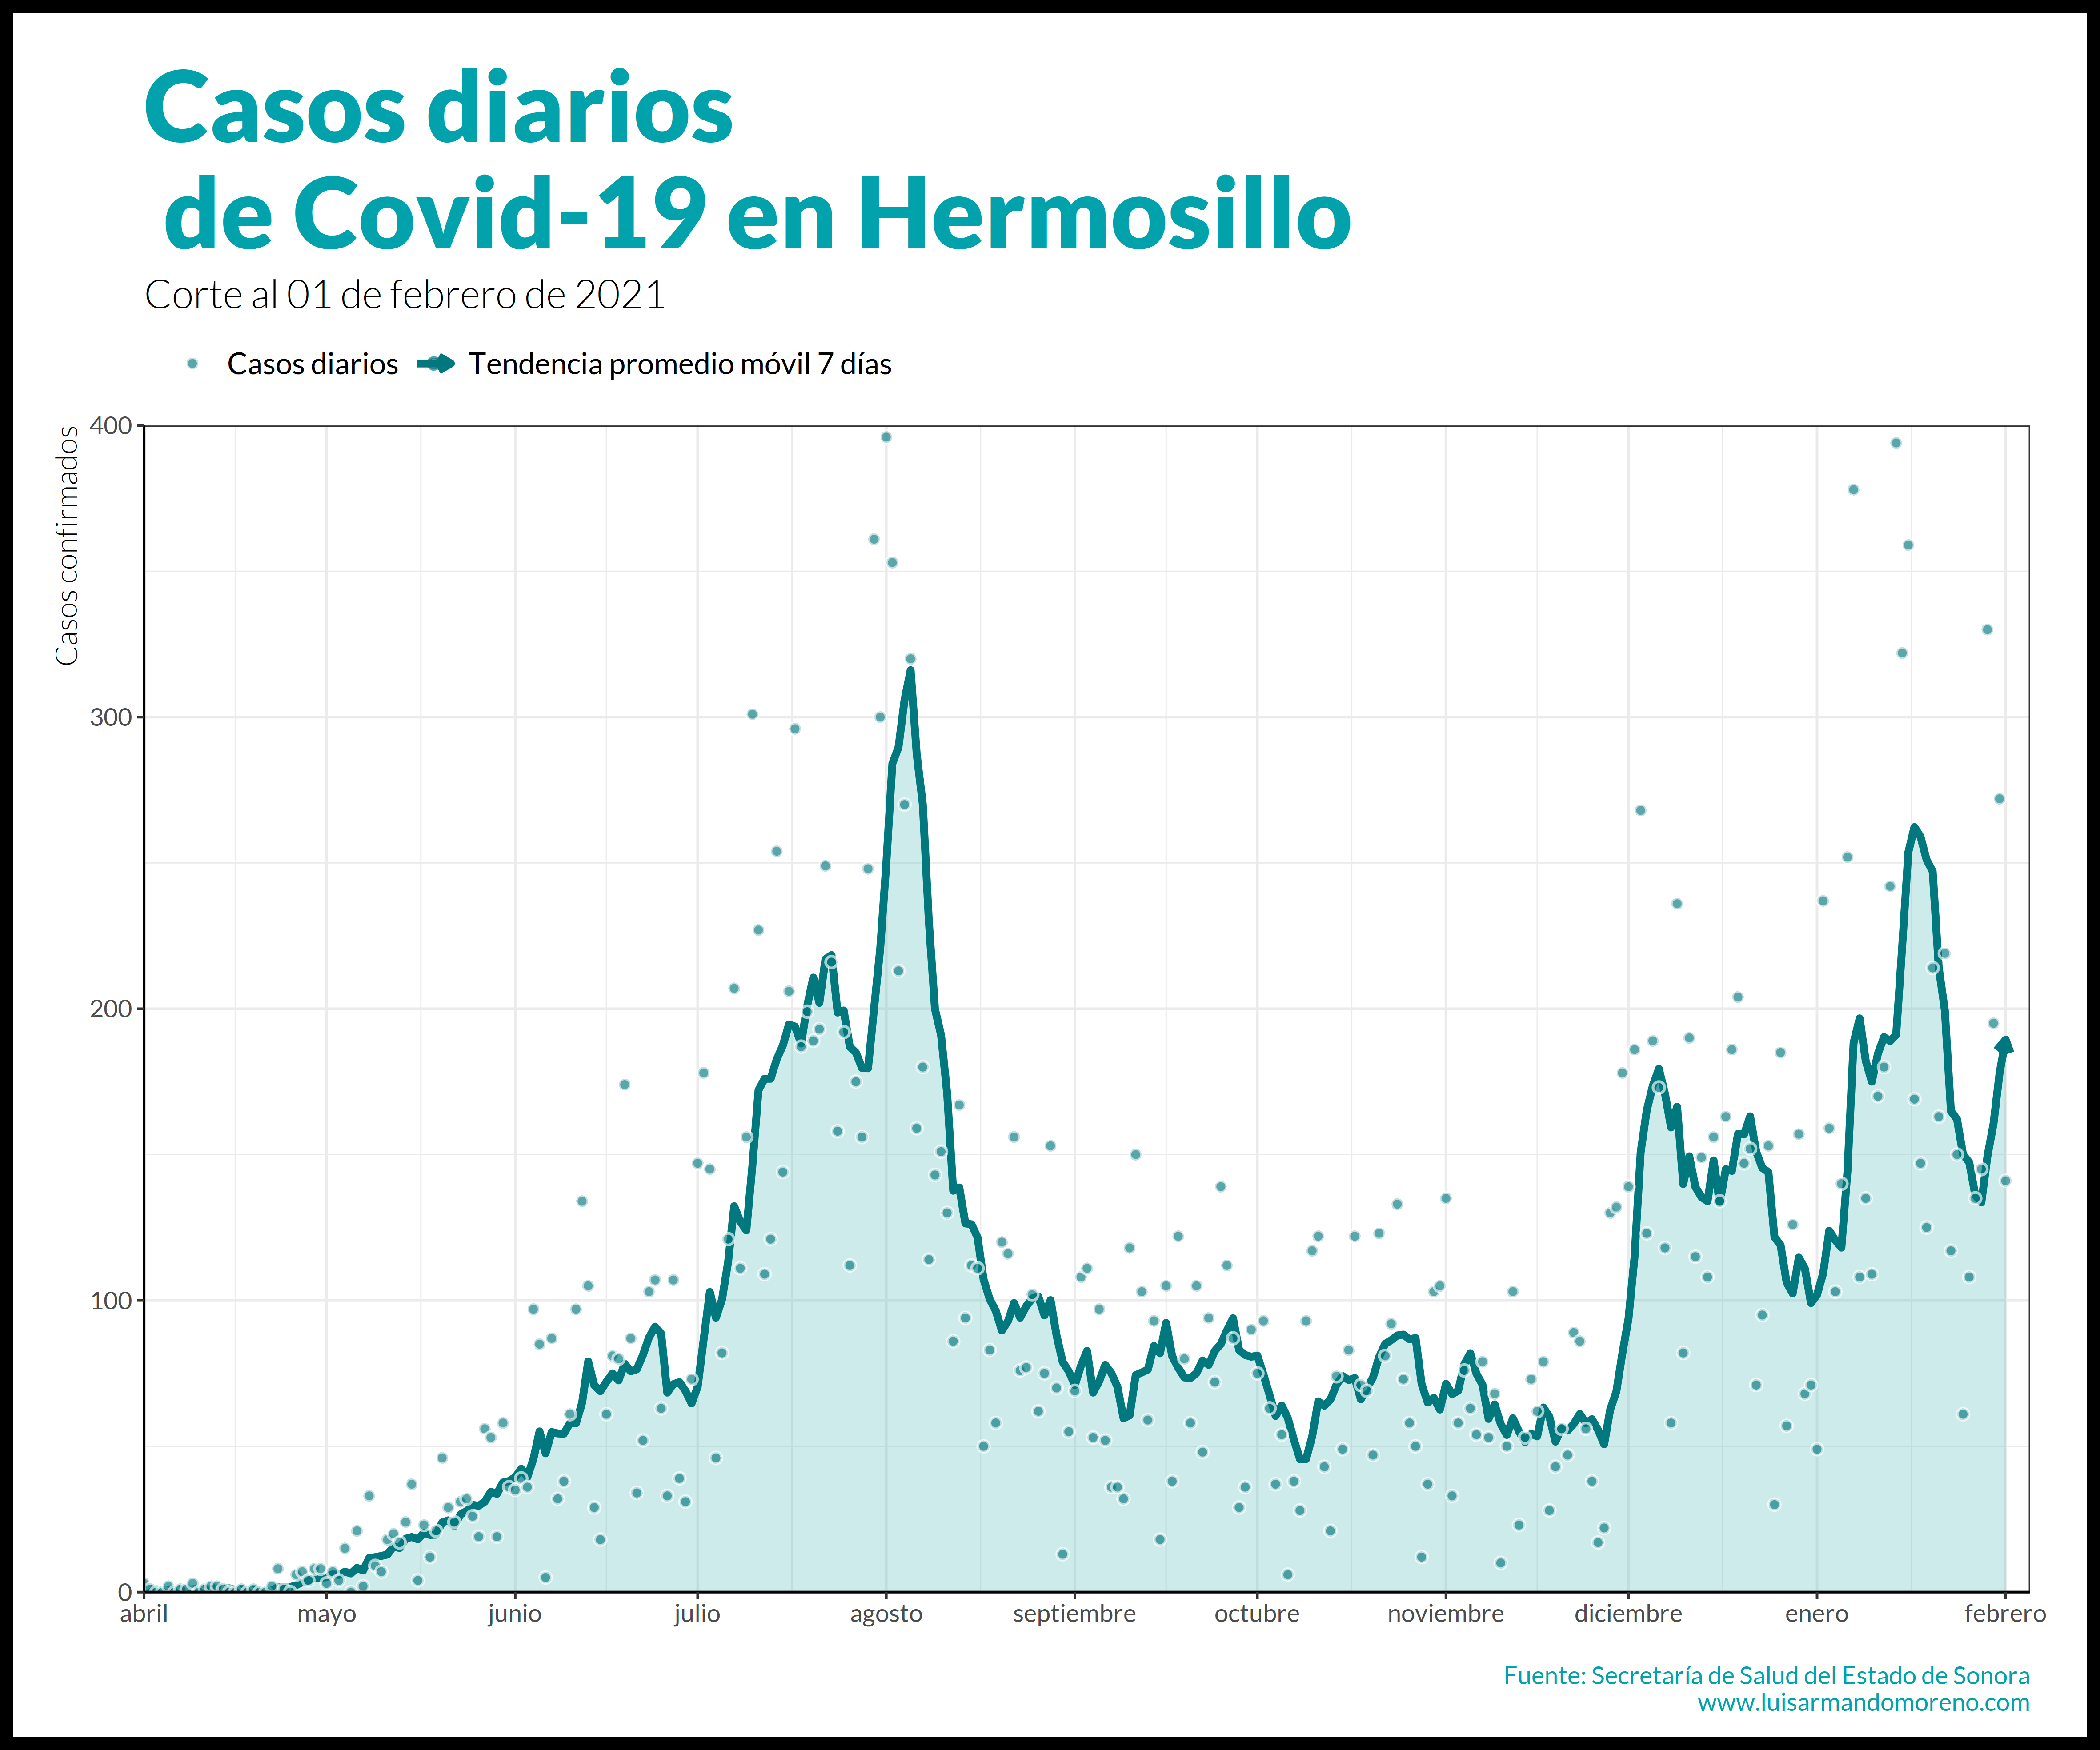 Casos diarios
de Covid-19 en Hermosillo
Corte al 01 de febrero de 2021
Casos diarios Tendencia promedio móvil 7 días
Casos confirmados
400
300
200
100
0
abril mayo junio julio agosto septiembre octubre noviembre diciembre enero febrero
Fuente: Secretaría de Salud del Estado de Sonora
www.luisarmandomoreno.com